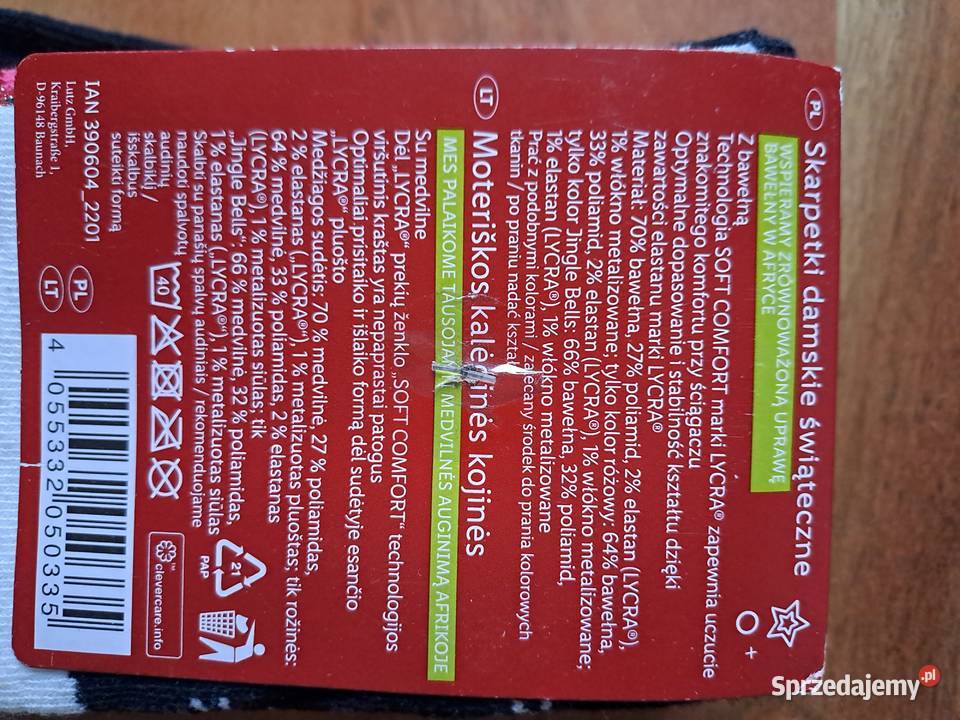 PL
Skarpetki damskie świąteczne
WSPIERAMY ZRÓWNOWAŻONĄ UPRAWĘ
BAWEŁNY W AFRYCE
Z bawełną
Technologia SOFT COMFORT marki LYCRA® zapewnia uczucie
znakomitego komfortu przy ściągaczu
Optymalne dopasowanie i stabilność kształtu dzięki
zawartości elastanu marki LYCRA®
Materiał: 70% bawełna, 27% poliamid, 2% elastan (LYCRA®),
1% włókno metalizowane; tylko kolor różowy: 64% bawełna,
33% poliamid, 2% elastan (LYCRA®), 1% włókno metalizowane;
tylko kolor Jingle Bells: 66% bawełna, 32% poliamid,
1% elastan (LYCRA®), 1% włókno metalizowane
Prać z podobnymi kolorami / zalecany środek do prania kolorowych
tkanin / po praniu nadać kształt
LT
Moteriškos kalėdinės kojinės
MES PALAIKOME TAUSOJAMĄ MEDVILNĖS AUGINIMĄ AFRIKOJE
Su medvilne
Dėl „LYCRA®“ prekių ženklo „SOFT COMFORT“ technologijos
viršutinis kraštas yra nepaprastai patogus
Optimaliai prisitaiko ir išlaiko formą dėl sudėtyje esančio
„LYCRA®“ pluošto
Medžiagos sudėtis: 70 % medvilnė, 27 % poliamidas,
2 % elastanas („LYCRA®“), 1 % metalizuotas pluoštas; tik rožinės:
64 % medvilnė, 33 % poliamidas, 2 % elastanas
(LYCRA®), 1 % metalizuotas siūlas; tik
„Jingle Bells“: 66 % medvilnė, 32 % poliamidas,
1 % elastanas („LYCRA®“), 1 % metalizuotas siūlas
Skalbti su panašių spalvų audiniais / rekomenduojame
naudoti spalvotų
audinių
skalbiklį /
išskalbus
suteikti formą
40
21
PAP
clevercare.info
IAN 390604_2201
Lutz GmbH,
Kraibergstraße 1,
D-96148 Baunach
PL
LT
4 055332 050335
Sprzedajemy.pl